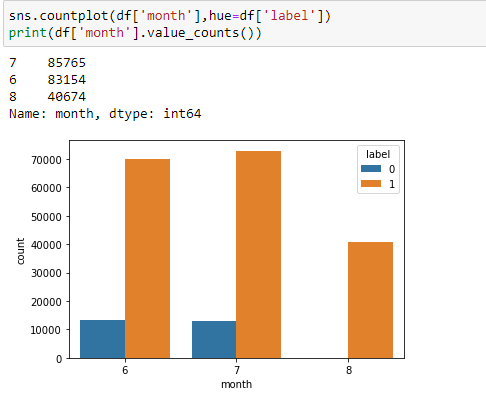 sns.countplot(df['month'],hue=df['label'])
print(df['month'].value_counts())
7    85765
6    83154
8    40674
Name: month, dtype: int64
label
0
1
70000
60000
50000
40000
30000
20000
10000
0
count
6 7 8
month